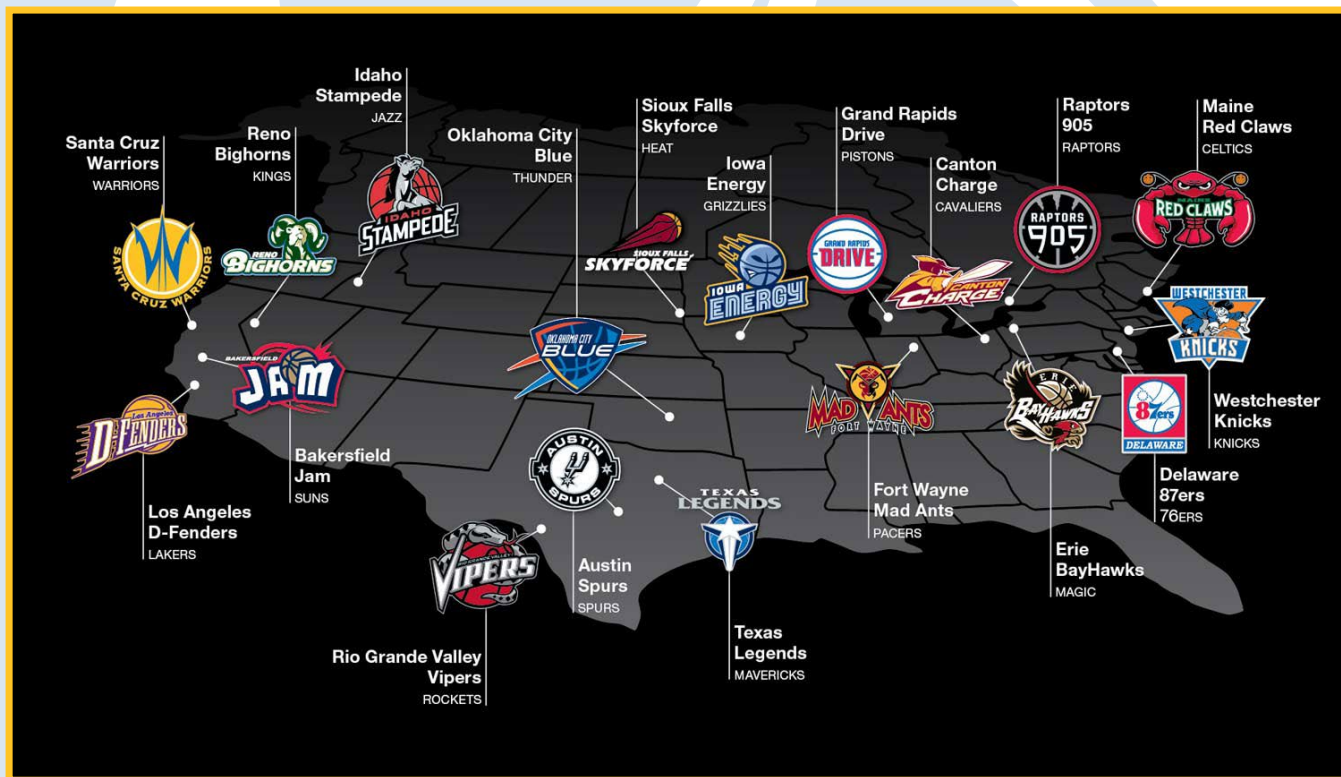 Idaho
Stampede
JAZZ
Santa Cruz
Warriors
WARRIORS
Reno
Bighorns
KINGS
Oklahoma City
Blue
THUNDER
Sioux Falls
Skyforce
HEAT
Iowa
Energy
GRIZZLIES
Grand Rapids
Drive
PISTONS
Canton
Charge
CAVALIERS
Raptors
905
RAPTORS
Maine
Red Claws
CELTICS
SANTA CRUZ WARRIORS
RENO
BIGHORNS
IDAHO
STAMPEDE
SIOUX FALLS
SKYFORCE
IOWA
ENERGY
GRAND RAPIDS
DRIVE
CANTON
CHARGE
RAPTORS
905
MAINE
RED CLAWS
WESTCHESTER
KNICKS
BAKERSFIELD
JAM
OKLAHOMA CITY
BLUE
MAD ANTS
FORT WAYNE
ERIE
BAYHAWKS
87ers
DELAWARE
Los Angeles
D-FENDERS
AUSTIN
SPURS
TEXAS
LEGENDS
RIO GRANDE VALLEY
VIPERS
Westchester
Knicks
KNICKS
Bakersfield
Jam
SUNS
Los Angeles
D-Fenders
LAKERS
Fort Wayne
Mad Ants
PACERS
Delaware
87ers
76ERS
Austin
Spurs
SPURS
Erie
BayHawks
MAGIC
Rio Grande Valley
Vipers
ROCKETS
Texas
Legends
MAVERICKS